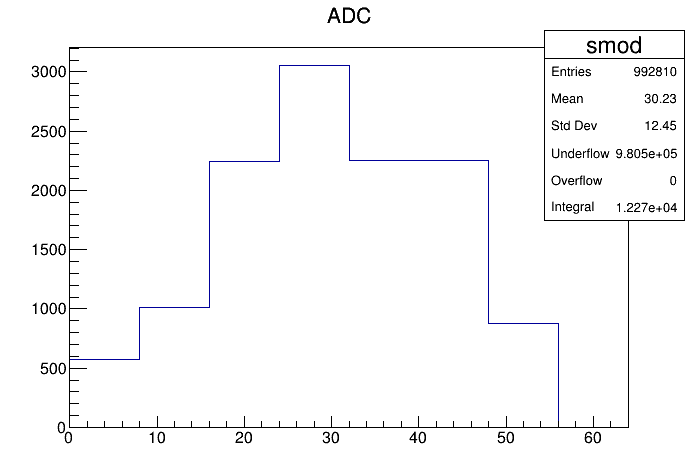 ADC
smod
Entries 992810
Mean 30.23
Std Dev 12.45
Underflow 9.805e+05
Overflow 0
Integral 1.227e+04
3000
2500
2000
1500
1000
500
0
0 10 20 30 40 50 60